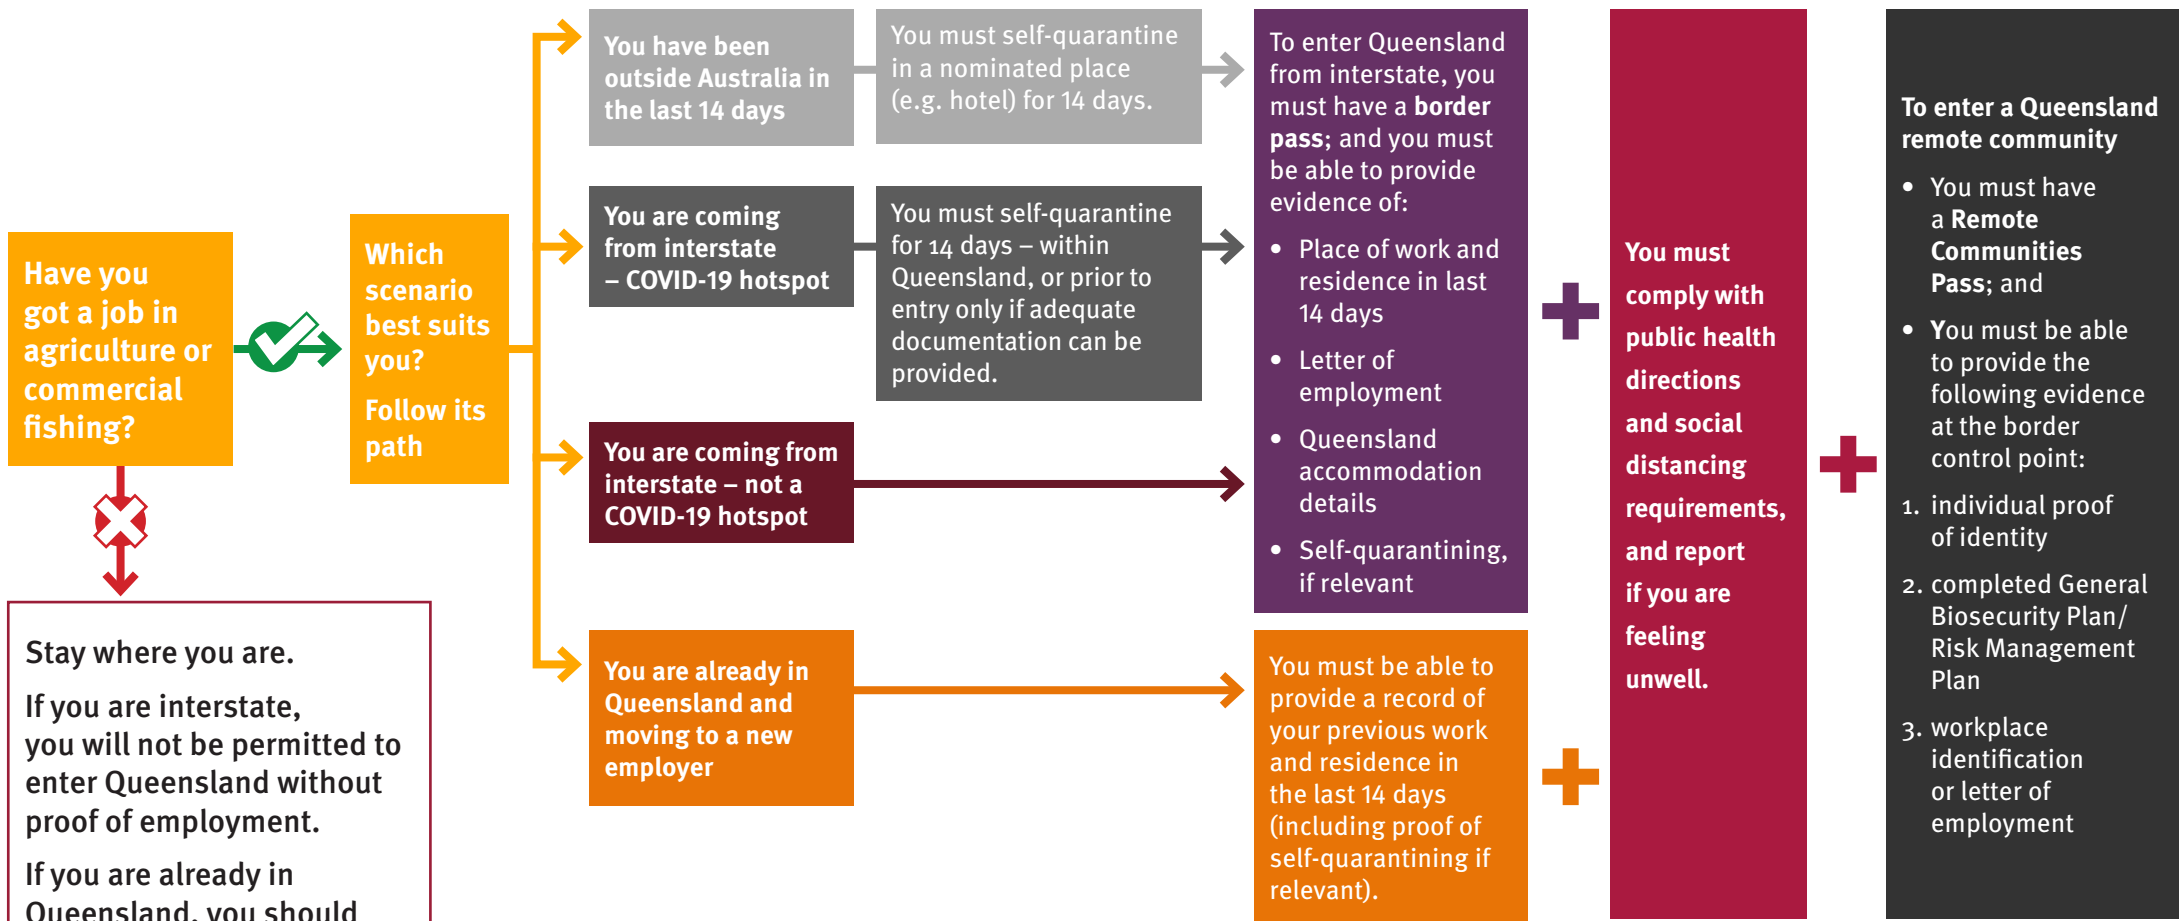 Have you
got a job in
agriculture or
commercial
fishing?
Stay where you are.
If you are interstate,
you will not be permitted to
enter Queensland without
proof of employment.
If you are already in
Queensland, you should
Which
scenario
best suits
you?
Follow its
path
You have been
outside Australia in
the last 14 days
You must self-quarantine
in a nominated place
(e.g. hotel) for 14 days.
You are coming
from interstate
– COVID-19 hotspot
You must self-quarantine
for 14 days – within
Queensland, or prior to
entry only if adequate
documentation can be
provided.
You are coming from
interstate – not a
COVID-19 hotspot
You are already in
Queensland and
moving to a new
employer
To enter Queensland
from interstate, you
must have a border
pass; and you must
be able to provide
evidence of:
• Place of work and
residence in last
14 days
• Letter of
employment
• Queensland
accommodation
details
• Self-quarantining,
if relevant
You must be able to
provide a record of
your previous work
and residence in
the last 14 days
(including proof of
self-quarantining if
relevant).
You must
comply with
public health
directions
and social
distancing
requirements,
and report
if you are
feeling
unwell.
To enter a Queensland
remote community
• You must have
a Remote
Communities
Pass; and
• You must be able
to provide the
following evidence
at the border
control point:
1. individual proof
of identity
2. completed General
Biosecurity Plan/
Risk Management
Plan
3. workplace
identification
or letter of
employment